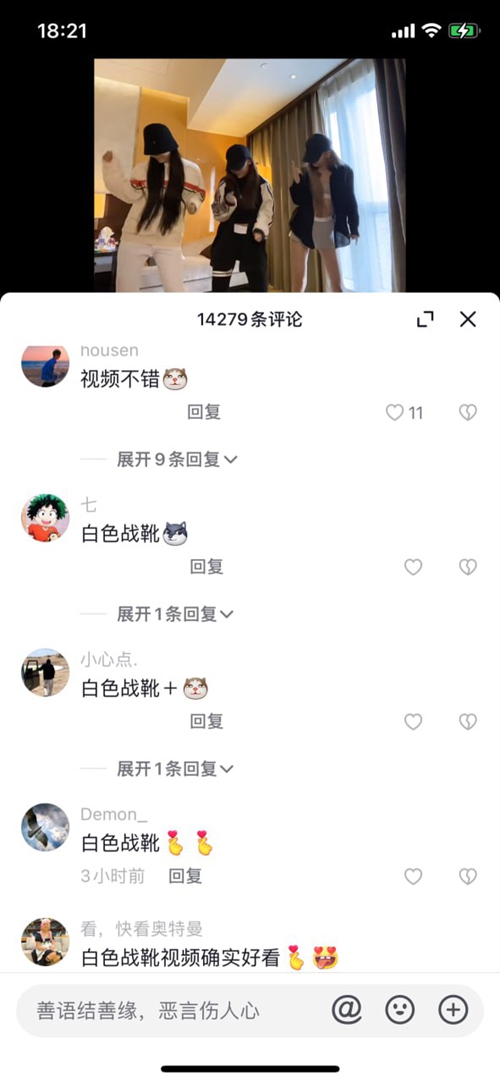 18:21
14279条评论
housen
视频不错
回复
11
展开9条回复
七
白色战靴
回复
展开1条回复
小心点.
白色战靴+
回复
展开1条回复
Demon_
白色战靴
3小时前 回复
看，快看奥特曼
白色战靴视频确实好看
善语结善缘，恶言伤人心